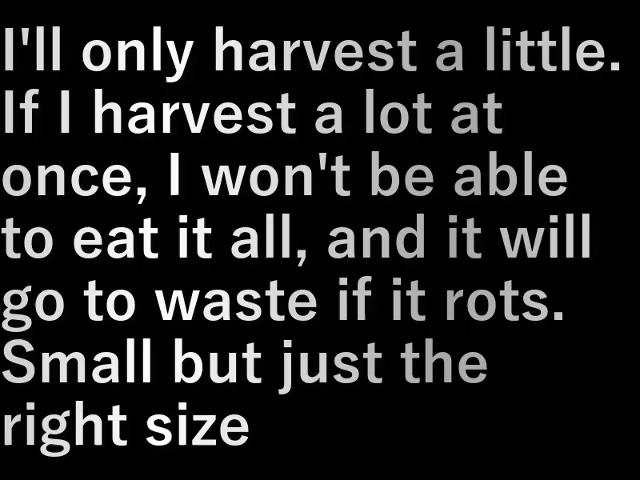 I'll only harvest a little.
If I harvest a lot at
once, I won't be able
to eat it all, and it will
go to waste if it rots.
Small but just the
right size